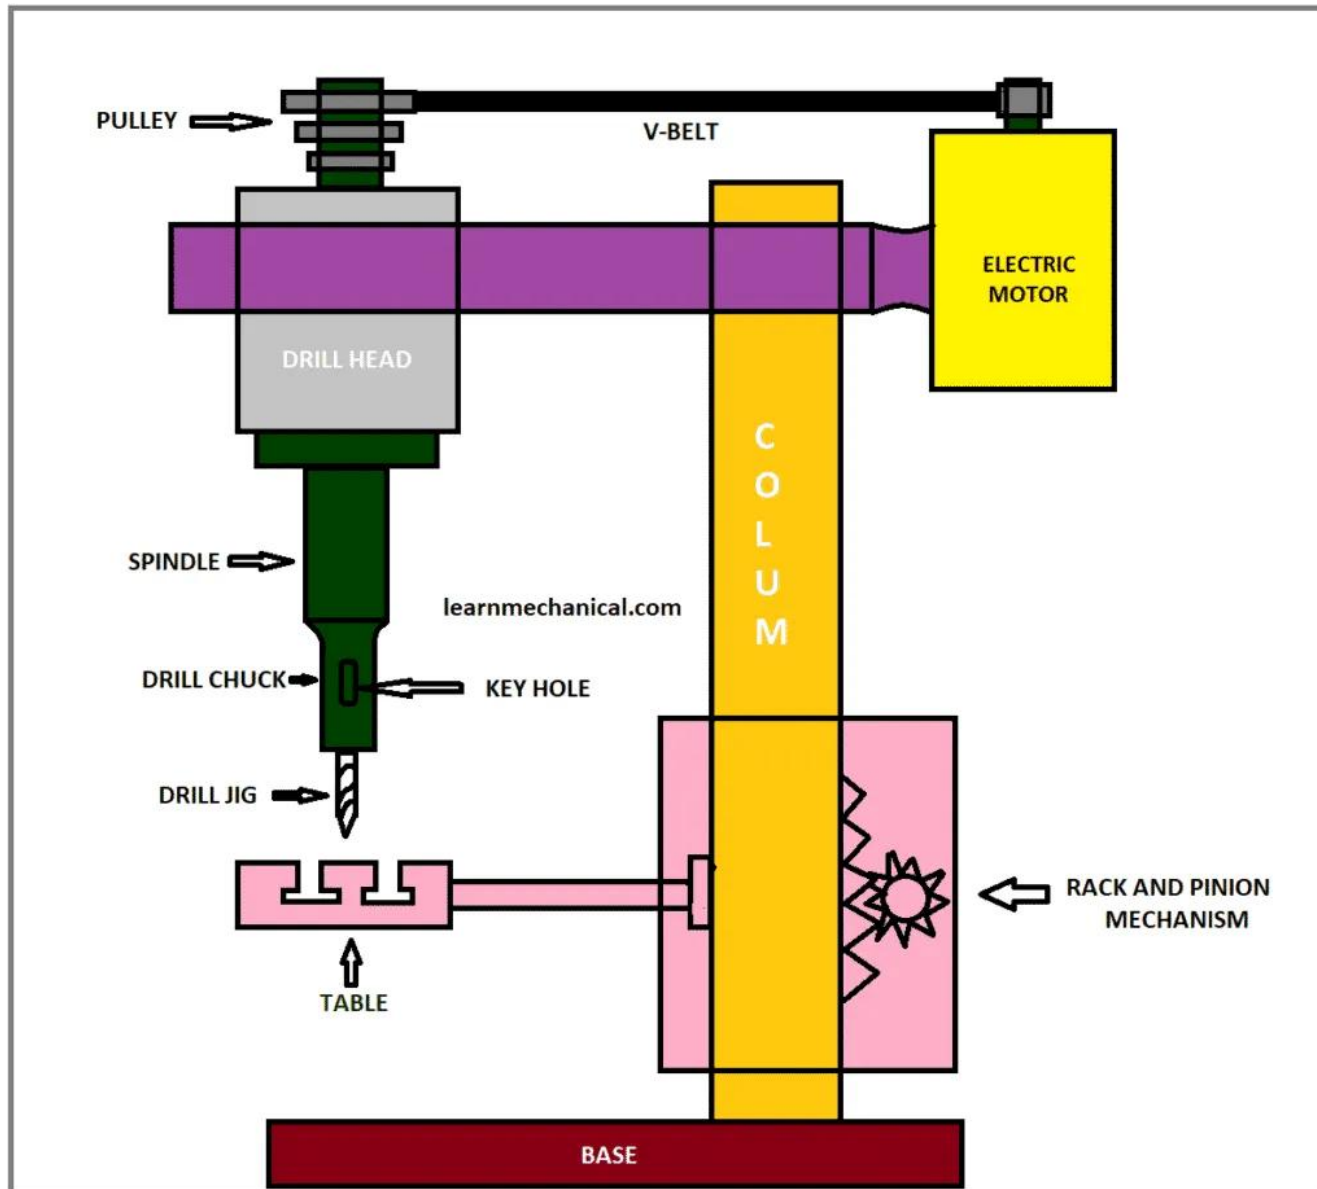 PULLEY
V-BELT
ELECTRIC
MOTOR
DRILL HEAD
C
O
L
U
M
SPINDLE
learnmechanical.com
DRILL CHUCK
KEY HOLE
DRILL JIG
RACK AND PINION
MECHANISM
TABLE
BASE